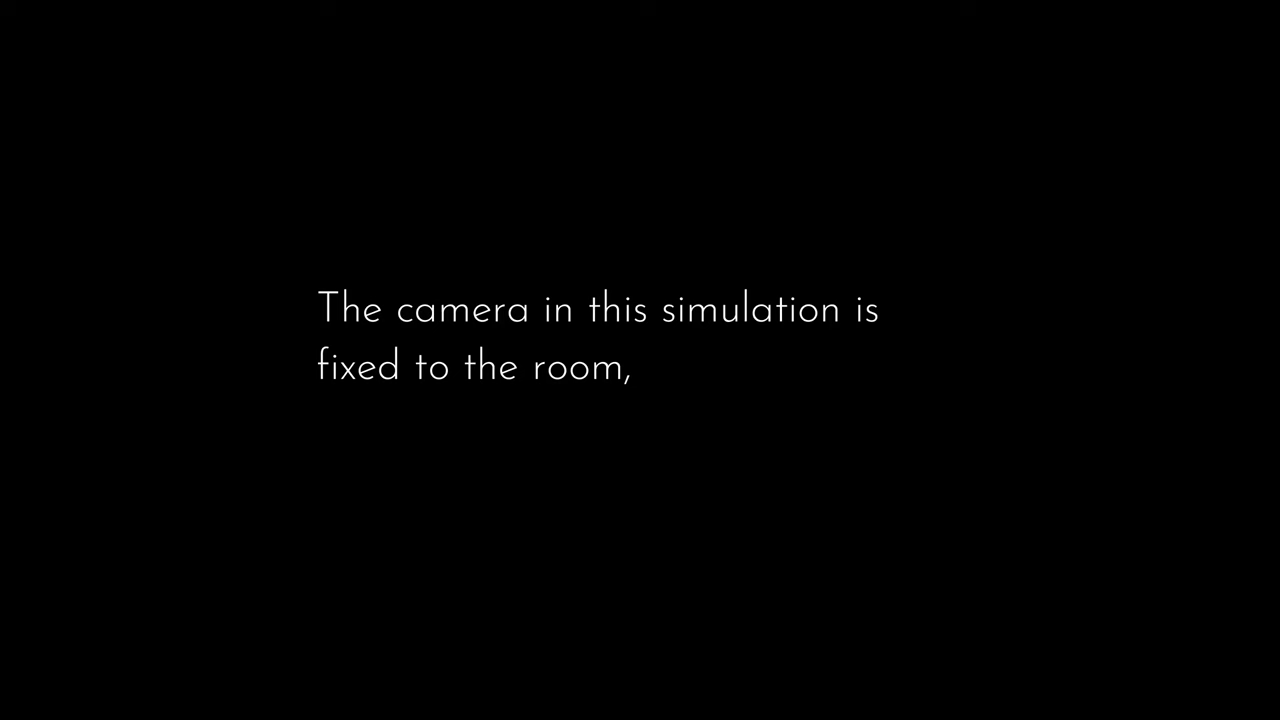 The camera in this simulation is
fixed to the room,